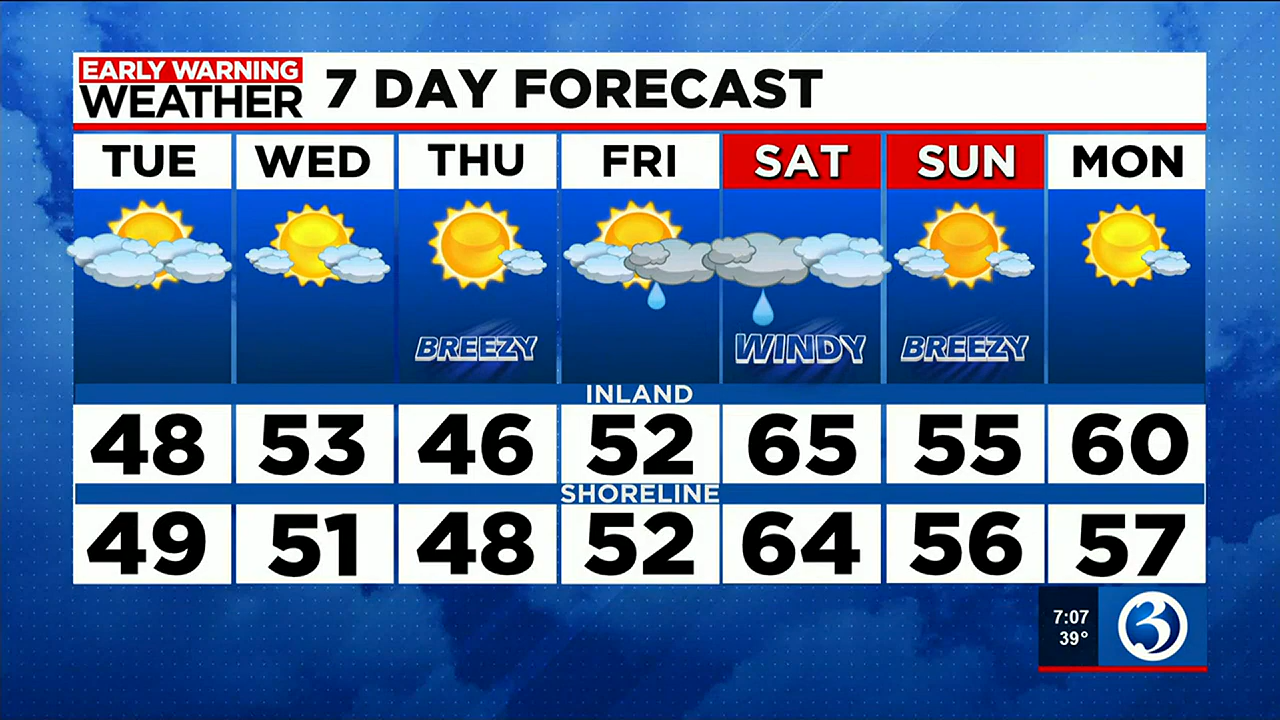 EARLY WARNING
WEATHER
7 DAY FORECAST
TUE WED THU FRI SAT SUN MON
BREEZY WINDY BREEZY
INLAND
48 53 46 52 65 55 60
SHORELINE
49 51 48 52 64 56 57
7:07
39°
3